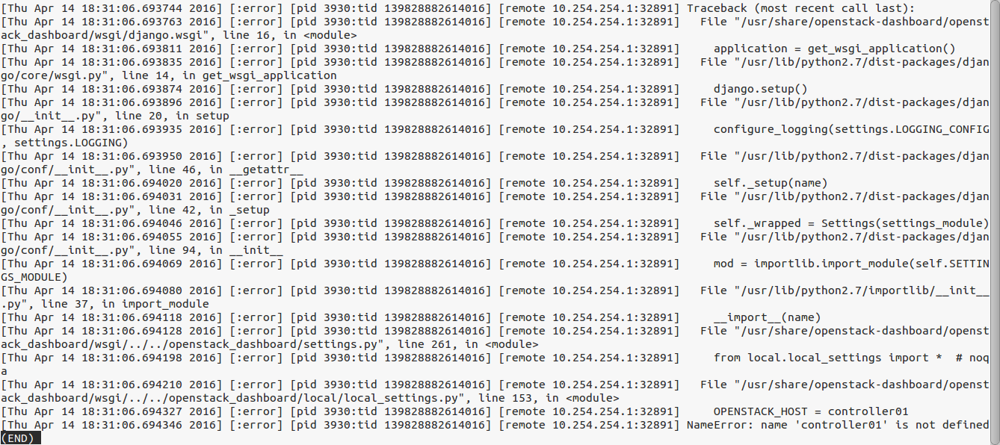 [Thu Apr 14 18:31:06.693744 2016] [:error] [pid 3930:tid 139828882614016] [remote 10.254.254.1:32891] Traceback (most recent call last):
[Thu Apr 14 18:31:06.693763 2016] [:error] [pid 3930:tid 139828882614016] [remote 10.254.254.1:32891]   File "/usr/share/openstack-dashboard/openst
ack_dashboard/wsgi/django.wsgi", line 16, in <module>
[Thu Apr 14 18:31:06.693811 2016] [:error] [pid 3930:tid 139828882614016] [remote 10.254.254.1:32891]     application = get_wsgi_application()
[Thu Apr 14 18:31:06.693835 2016] [:error] [pid 3930:tid 139828882614016] [remote 10.254.254.1:32891]   File "/usr/lib/python2.7/dist-packages/djan
go/core/wsgi.py", line 14, in get_wsgi_application
[Thu Apr 14 18:31:06.693874 2016] [:error] [pid 3930:tid 139828882614016] [remote 10.254.254.1:32891]     django.setup()
[Thu Apr 14 18:31:06.693896 2016] [:error] [pid 3930:tid 139828882614016] [remote 10.254.254.1:32891]   File "/usr/lib/python2.7/dist-packages/djan
go/__init__.py", line 20, in setup
[Thu Apr 14 18:31:06.693935 2016] [:error] [pid 3930:tid 139828882614016] [remote 10.254.254.1:32891]     configure_logging(settings.LOGGING_CONFIG
, settings.LOGGING)
[Thu Apr 14 18:31:06.693950 2016] [:error] [pid 3930:tid 139828882614016] [remote 10.254.254.1:32891]   File "/usr/lib/python2.7/dist-packages/djan
go/conf/__init__.py", line 46, in __getattr__
[Thu Apr 14 18:31:06.694020 2016] [:error] [pid 3930:tid 139828882614016] [remote 10.254.254.1:32891]     self._setup(name)
[Thu Apr 14 18:31:06.694031 2016] [:error] [pid 3930:tid 139828882614016] [remote 10.254.254.1:32891]   File "/usr/lib/python2.7/dist-packages/djan
go/conf/__init__.py", line 42, in _setup
[Thu Apr 14 18:31:06.694046 2016] [:error] [pid 3930:tid 139828882614016] [remote 10.254.254.1:32891]     self._wrapped = Settings(settings_module)
[Thu Apr 14 18:31:06.694055 2016] [:error] [pid 3930:tid 139828882614016] [remote 10.254.254.1:32891]   File "/usr/lib/python2.7/dist-packages/djan
go/conf/__init__.py", line 94, in __init__
[Thu Apr 14 18:31:06.694069 2016] [:error] [pid 3930:tid 139828882614016] [remote 10.254.254.1:32891]     mod = importlib.import_module(self.SETTIN
GS_MODULE)
[Thu Apr 14 18:31:06.694080 2016] [:error] [pid 3930:tid 139828882614016] [remote 10.254.254.1:32891]   File "/usr/lib/python2.7/importlib/__init__
.py", line 37, in import_module
[Thu Apr 14 18:31:06.694118 2016] [:error] [pid 3930:tid 139828882614016] [remote 10.254.254.1:32891]     __import__(name)
[Thu Apr 14 18:31:06.694128 2016] [:error] [pid 3930:tid 139828882614016] [remote 10.254.254.1:32891]   File "/usr/share/openstack-dashboard/openst
ack_dashboard/wsgi/../../openstack_dashboard/settings.py", line 261, in <module>
[Thu Apr 14 18:31:06.694198 2016] [:error] [pid 3930:tid 139828882614016] [remote 10.254.254.1:32891]     from local.local_settings import *  # noq
a
[Thu Apr 14 18:31:06.694210 2016] [:error] [pid 3930:tid 139828882614016] [remote 10.254.254.1:32891]   File "/usr/share/openstack-dashboard/openst
ack_dashboard/wsgi/../../openstack_dashboard/local/local_settings.py", line 153, in <module>
[Thu Apr 14 18:31:06.694327 2016] [:error] [pid 3930:tid 139828882614016] [remote 10.254.254.1:32891]     OPENSTACK_HOST = controller01
[Thu Apr 14 18:31:06.694346 2016] [:error] [pid 3930:tid 139828882614016] [remote 10.254.254.1:32891] NameError: name 'controller01' is not defined
(END)